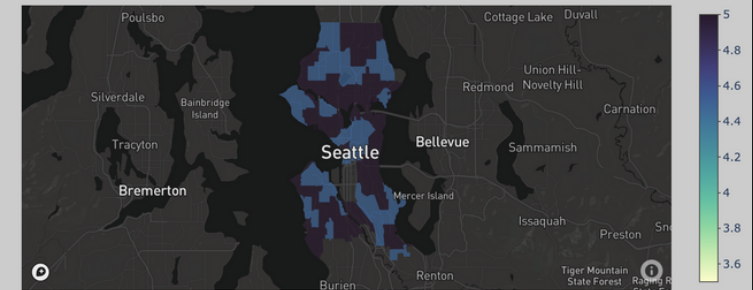 Poulsbo
Cottage Lake
Duvall
Union Hill-
Novelty Hill
Redmond
Silverdale
Bainbridge
Island
Carnation
Tracyton
Seattle
Bellevue
Sammamish
Bremerton
Mercer Island
Issaquah
Preston
Tiger Mountain
State Forest
Renton
Burien
5
4.8
4.6
4.4
4.2
4
3.8
3.6